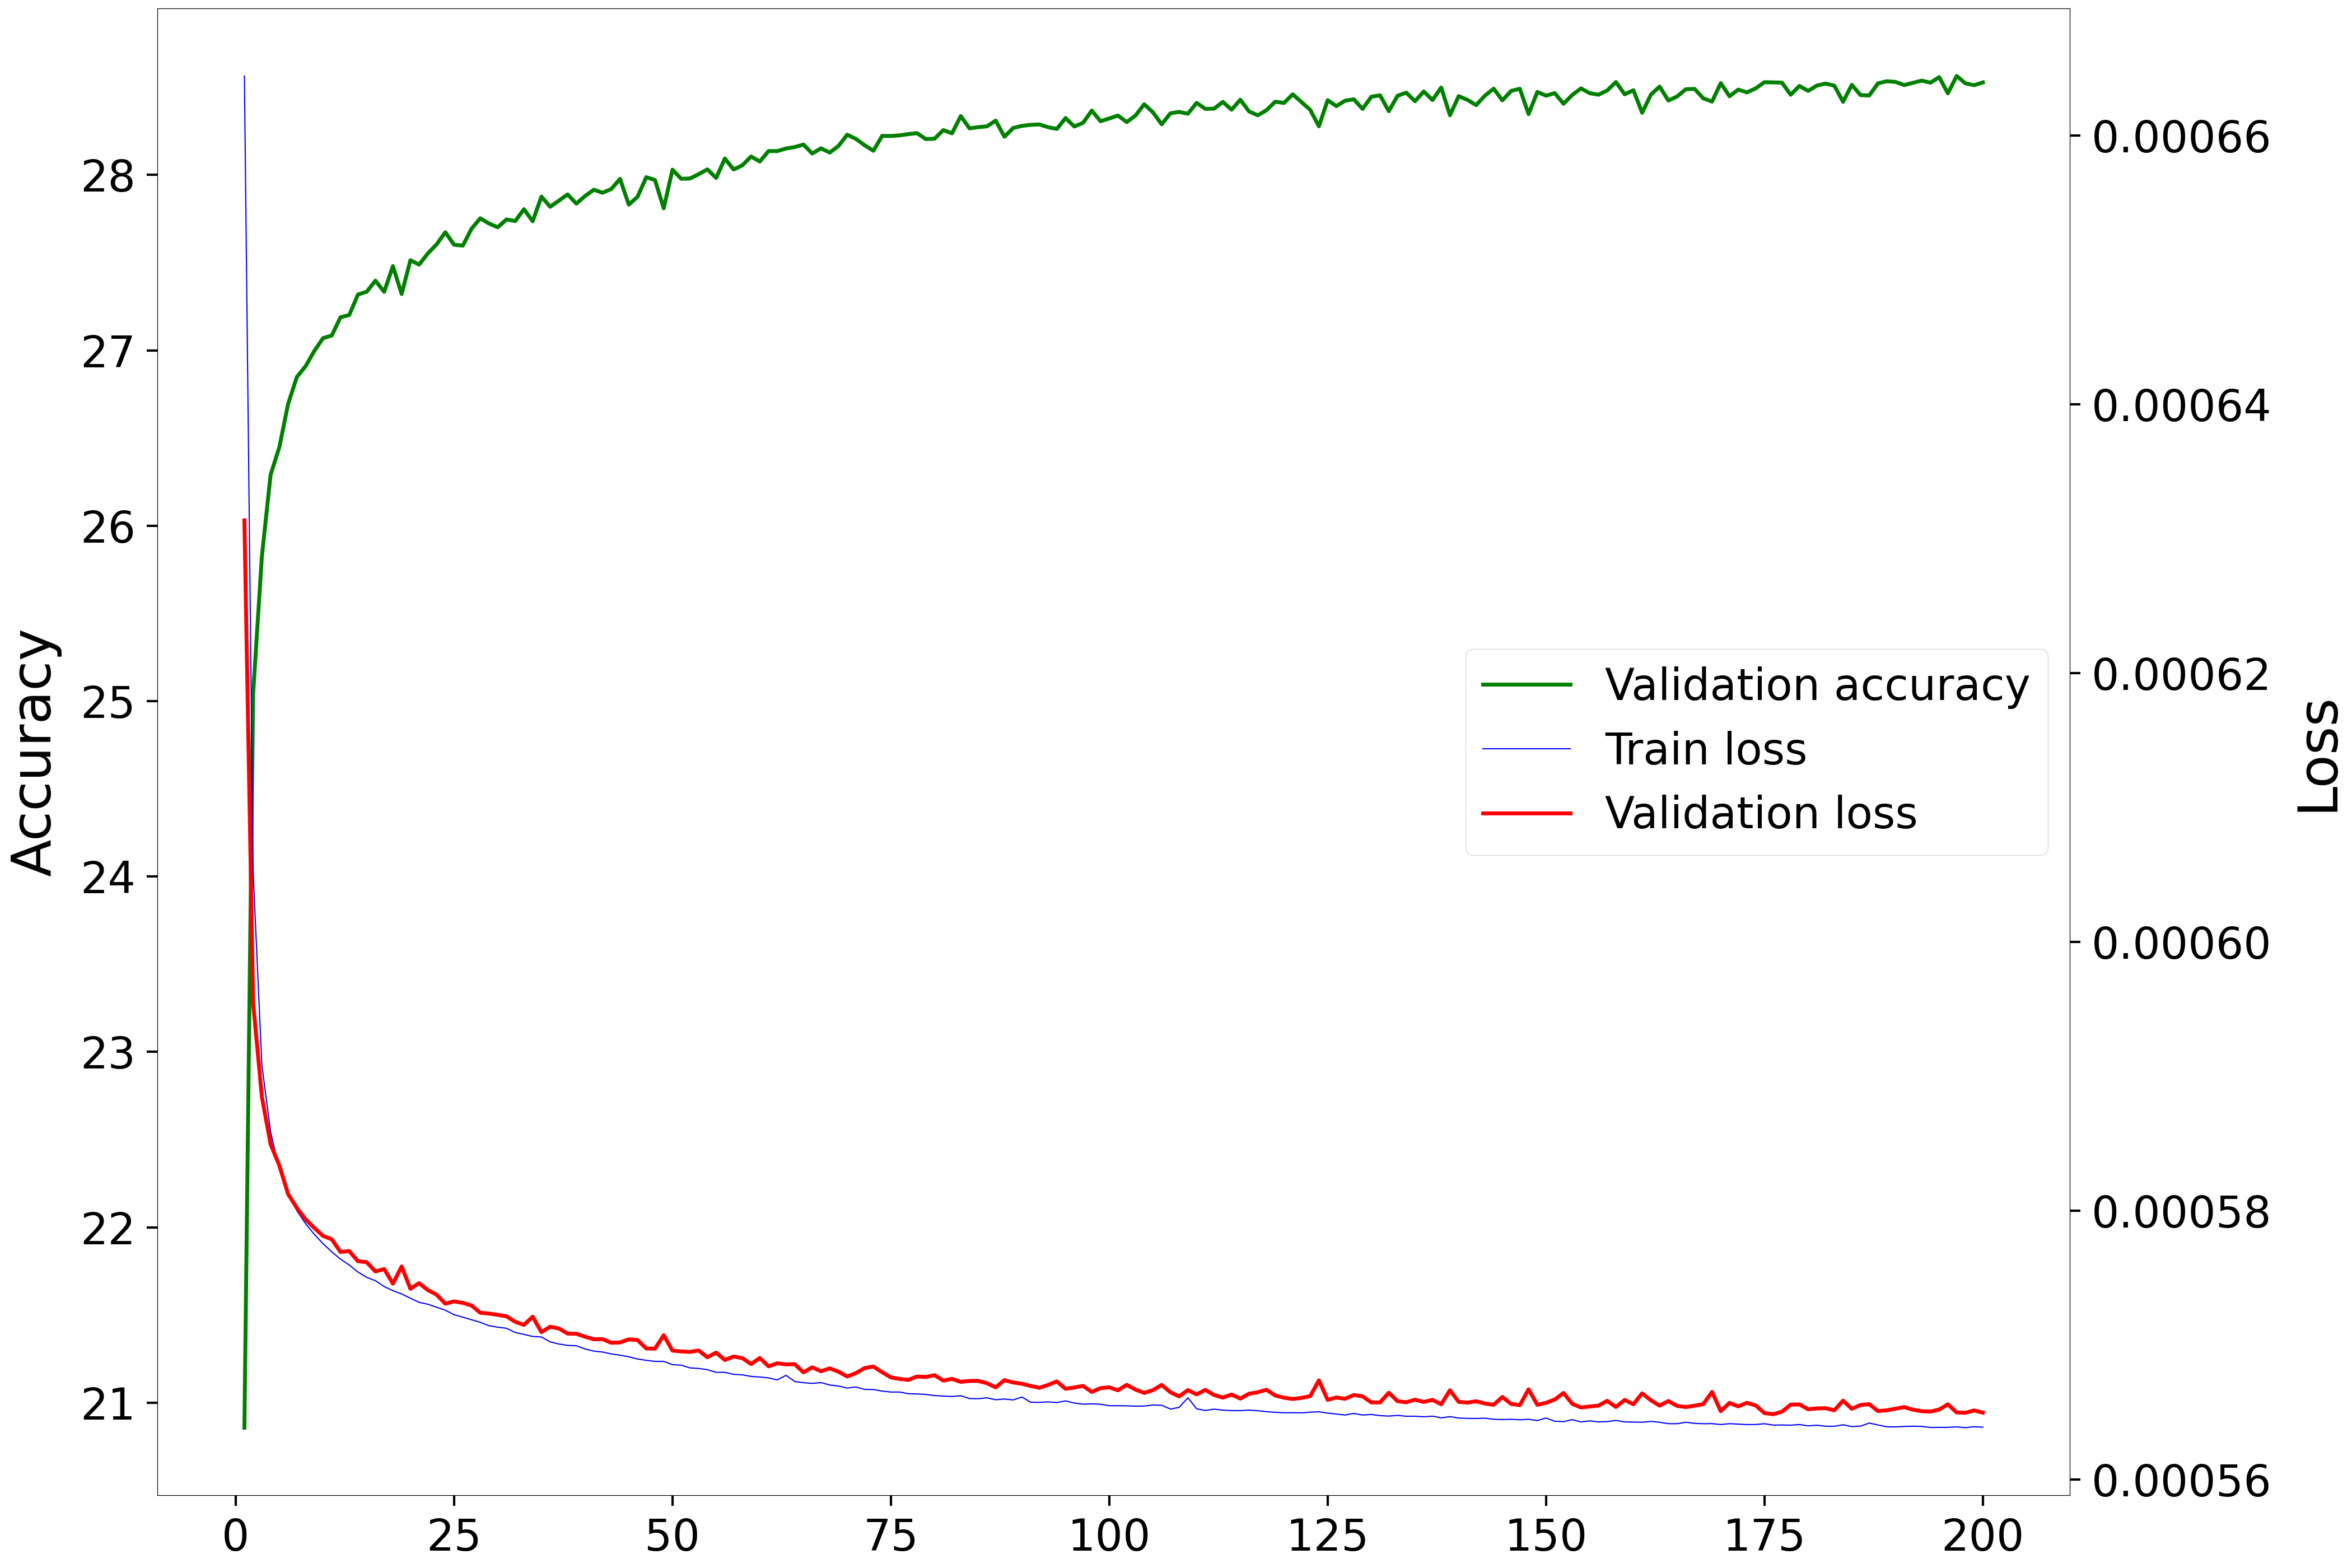 Accuracy
28
27
26
25
24
23
22
21
0.00066
0.00064
0.00062
0.00060
0.00058
0.00056
Loss
Validation accuracy
Train loss
Validation loss
0 25 50 75 100 125 150 175 200